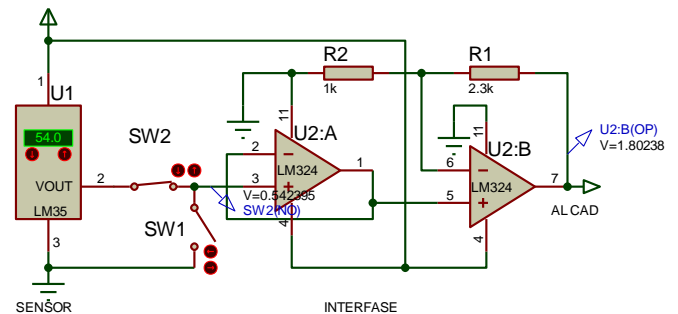 R2
R1
1k
2.3k
1
U1
11
11
U2:B(OP)
V=1.80238
54.0
SW2
U2:A
U2:B
2
LM324
1
6
7
VOUT
2
3
V=0.542395
SW2(NO)
5
LM324
LM35
SW1
4
4
ALCAD
3
SENSOR
INTERFASE